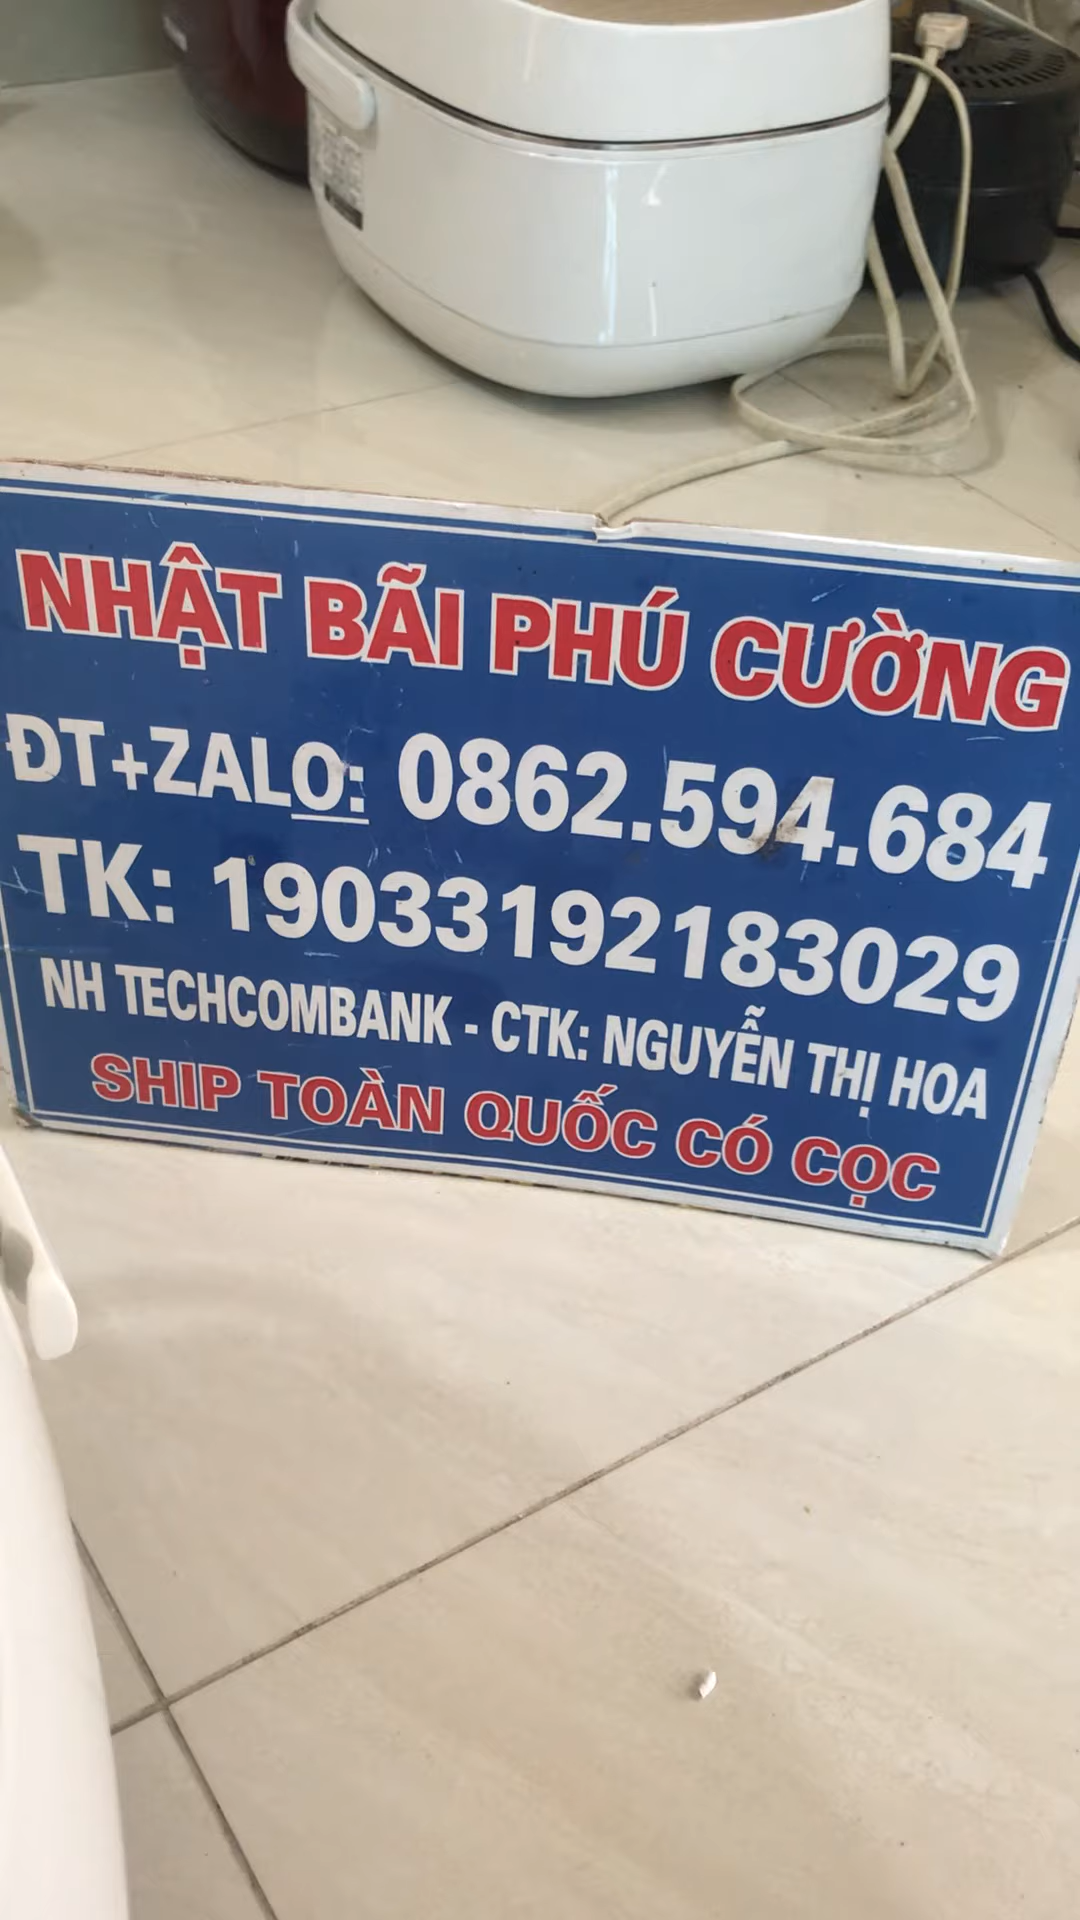 NHẬT BÃI PHÚ CƯỜNG
ĐT+ZALO: 0862.594.684
TK: 19033192183029
NH TECHCOMBANK - CTK: NGUYỄN THỊ HOA
SHIP TOÀN QUỐC CÓ CỌC